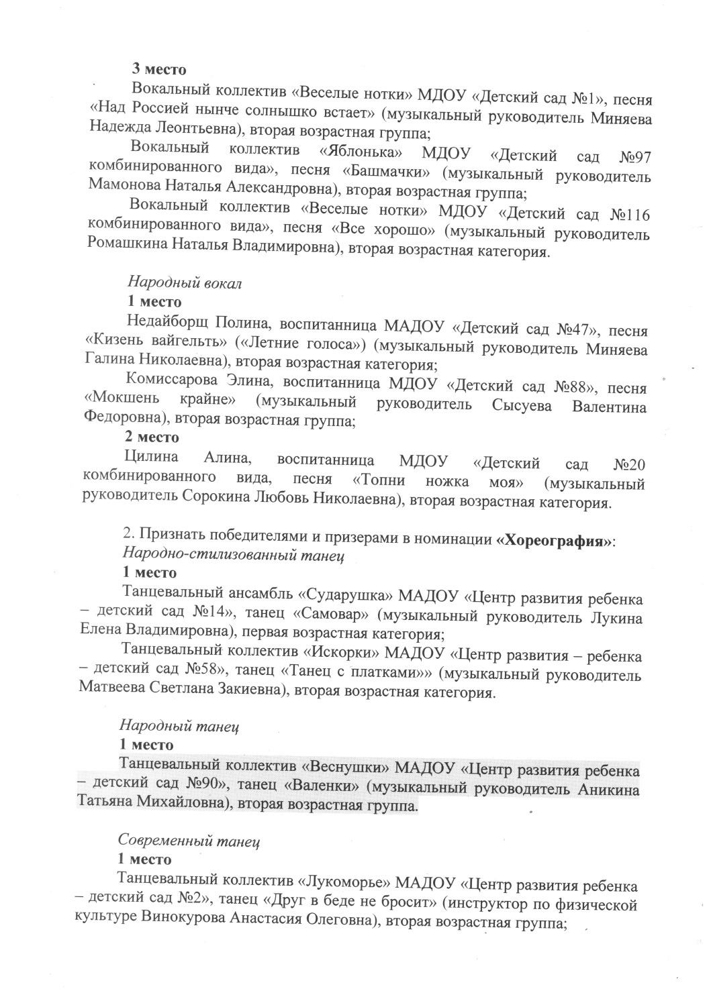 3 место
Вокальный коллектив «Веселые нотки» МДОУ «Детский сад №1», песня
«Над Россией нынче солнышко встает» (музыкальный руководитель Миняева
Надежда Леонтьевна), вторая возрастная группа;
Вокальный коллектив «Яблонька» МДОУ «Детский сад №97
комбинированного вида», песня «Башмачки» (музыкальный руководитель
Мамонова Наталья Александровна), вторая возрастная группа;
Вокальный коллектив «Веселые нотки» МДОУ «Детский сад №116
комбинированного вида», песня «Все хорошо» (музыкальный руководитель
Ромашкина Наталья Владимировна), вторая возрастная категория.
Народный вокал
1 место
Недайборщ Полина, воспитанница МАДОУ «Детский сад №47», песня
«Кизень вайгельть» («Летние голоса») (музыкальный руководитель Миняева
Галина Николаевна), вторая возрастная категория;
Комиссарова Элина, воспитанница МДОУ «Детский сад №88», песня
«Мокшень крайне» (музыкальный руководитель Сысуева Валентина
Федоровна), вторая возрастная группа;
2 место
Цилина Алина, воспитанница МДОУ «Детский сад №20
комбинированного вида, песня «Топни ножка моя» (музыкальный
руководитель Сорокина Любовь Николаевна), вторая возрастная категория.
2. Признать победителями и призерами в номинации «Хореография»:
Народно-стилизованный танец
1 место
Танцевальный ансамбль «Сударушка» МАДОУ «Центр развития ребенка
– детский сад №14», танец «Самовар» (музыкальный руководитель Лукина
Елена Владимировна), первая возрастная категория;
Танцевальный коллектив «Искорки» МАДОУ «Центр развития – ребенка
– детский сад №58», танец «Танец с платками»» (музыкальный руководитель
Матвеева Светлана Закиевна), вторая возрастная категория.
Народный танец
1 место
Танцевальный коллектив «Веснушки» МАДОУ «Центр развития ребенка
– детский сад №90», танец «Валенки» (музыкальный руководитель Аникина
Татьяна Михайловна), вторая возрастная группа.
Современный танец
1 место
Танцевальный коллектив «Лукоморье» МАДОУ «Центр развития ребенка
– детский сад №2», танец «Друг в беде не бросит» (инструктор по физической
культуре Винокурова Анастасия Олеговна), вторая возрастная группа;